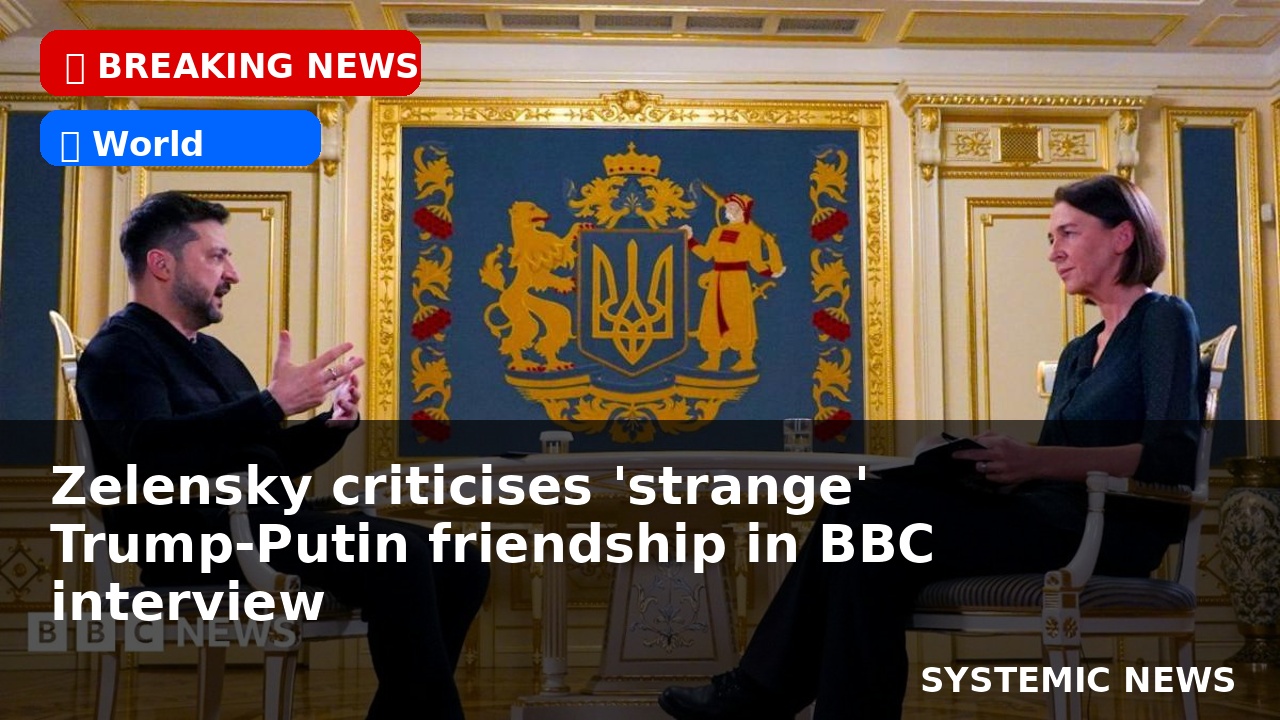 BREAKING NEWS
World
Zelensky criticises 'strange'
Trump-Putin friendship in BBC
interview
BBC NEWS
SYSTEMIC NEWS